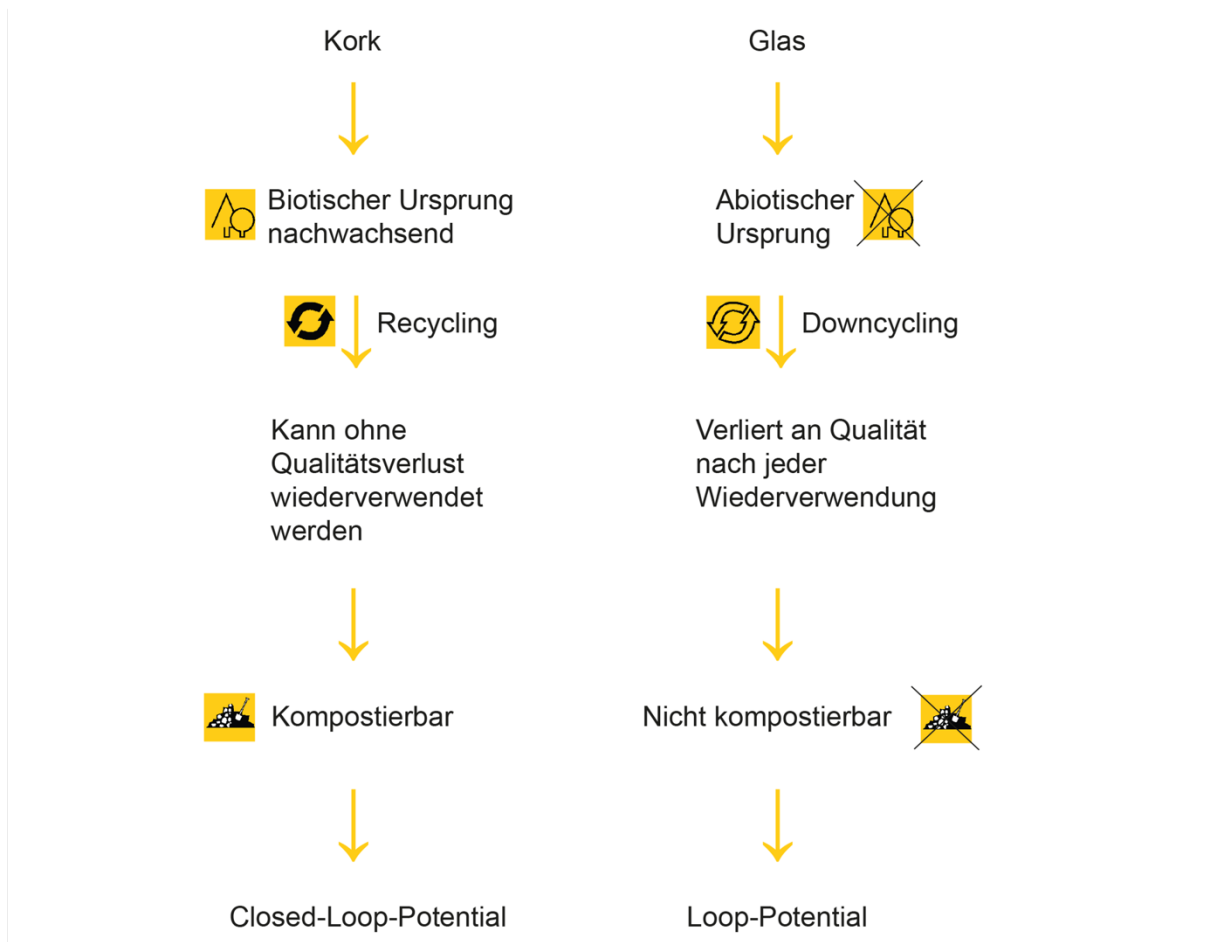 Kork
Biotischer Ursprung
nachwachsend
Recycling
Kann ohne
Qualitätsverlust
wiederverwendet
werden
Kompostierbar
Closed-Loop-Potential
Glas
Abiotischer
Ursprung
Downcycling
Verliert an Qualität
nach jeder
Wiederverwendung
Nicht kompostierbar
Loop-Potential